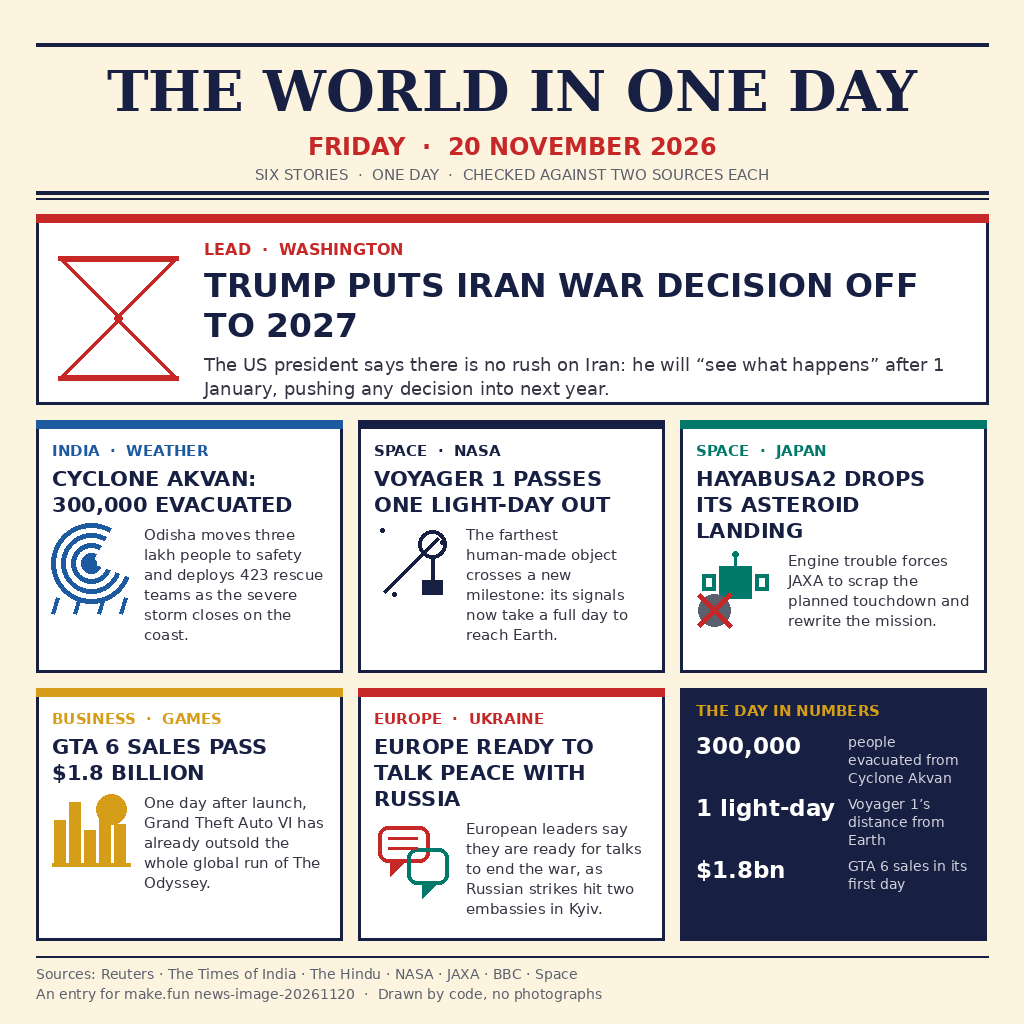 THE WORLD IN ONE DAY
FRIDAY · 20 NOVEMBER 2026
SIX STORIES · ONE DAY · CHECKED AGAINST TWO SOURCES EACH
LEAD · WASHINGTON
TRUMP PUTS IRAN WAR DECISION OFF
TO 2027
The US president says there is no rush on Iran: he will “see what happens” after 1
January, pushing any decision into next year.
INDIA · WEATHER
CYCLONE AKVAN:
300,000 EVACUATED
Odisha moves three
lakh people to safety
and deploys 423 rescue
teams as the severe
storm closes on the
coast.
SPACE · NASA
VOYAGER 1 PASSES
ONE LIGHT-DAY OUT
The farthest
human-made object
crosses a new
milestone: its signals
now take a full day to
reach Earth.
SPACE · JAPAN
HAYABUSA2 DROPS
ITS ASTEROID
LANDING
Engine trouble forces
JAXA to scrap the
planned touchdown and
rewrite the mission.
BUSINESS · GAMES
GTA 6 SALES PASS
$1.8 BILLION
One day after launch,
Grand Theft Auto VI has
already outsold the
whole global run of The
Odyssey.
EUROPE · UKRAINE
EUROPE READY TO
TALK PEACE WITH
RUSSIA
European leaders say
they are ready for talks
to end the war, as
Russian strikes hit two
embassies in Kyiv.
THE DAY IN NUMBERS
300,000
people
evacuated from
Cyclone Akvan
1 light-day
Voyager 1’s
distance from
Earth
$1.8bn
GTA 6 sales in its
first day
Sources: Reuters · The Times of India · The Hindu · NASA · JAXA · BBC · Space
An entry for make.fun news-image-20261120 · Drawn by code, no photographs